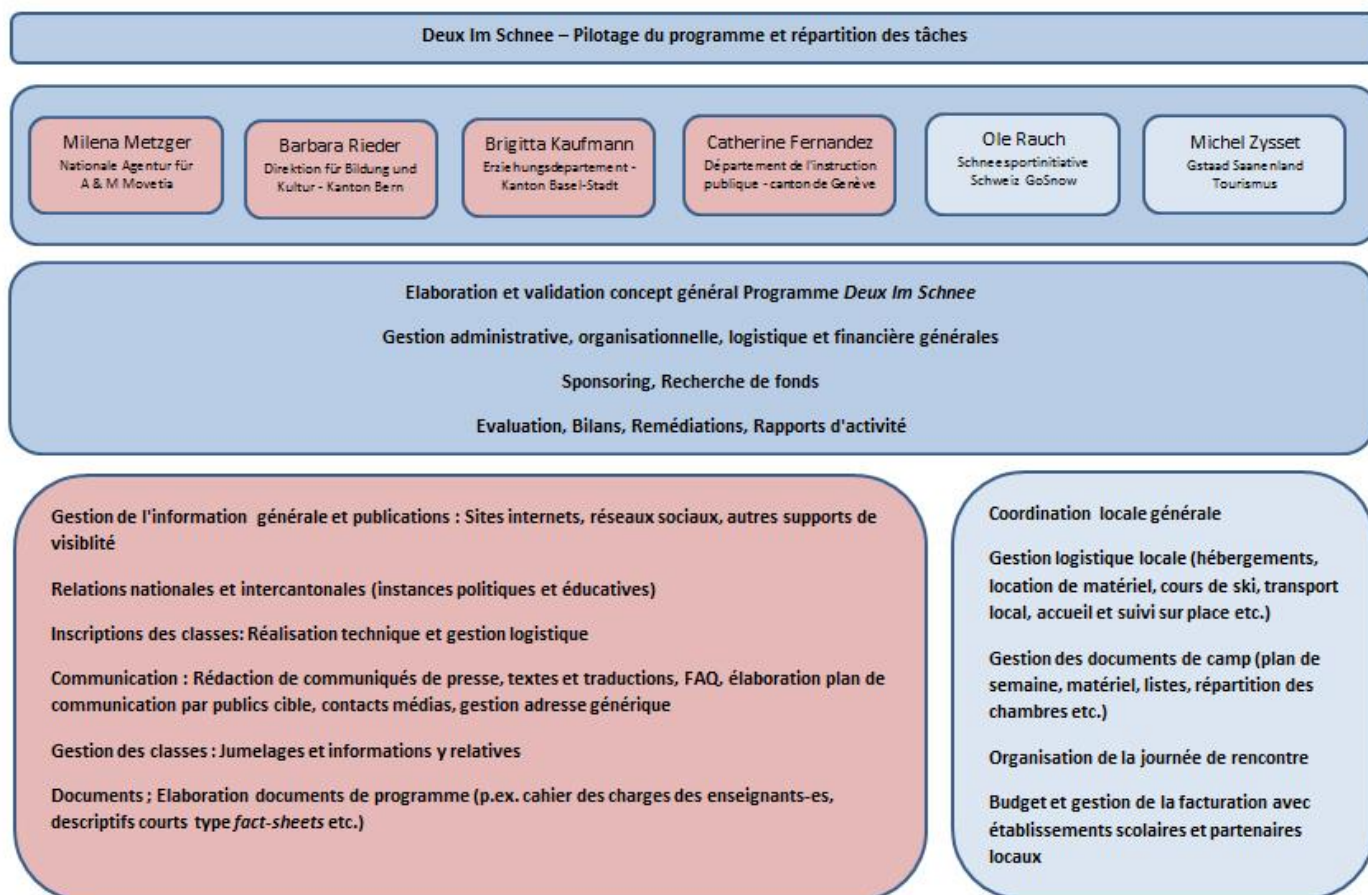 Deux Im Schnee – Pilotage du programme et répartition des tâches
Milena Metzger
Nationale Agentur für
A & M Movetia
Barbara Rieder
Direktion für Bildung und
Kultur - Kanton Bern
Brigitta Kaufmann
Erziehungsdepartement -
Kanton Basel-Stadt
Catherine Fernandez
Département de l'instruction
publique - canton de Genève
Ole Rauch
Schneesportinitiative
Schweiz GoSnow
Michel Zysset
Gstaad Saanenland
Tourismus
Elaboration et validation concept général Programme Deux Im Schnee
Gestion administrative, organisationnelle, logistique et financière générales
Sponsoring, Recherche de fonds
Evaluation, Bilans, Remédiations, Rapports d'activité
Gestion de l'information  générale et publications : Sites internets, réseaux sociaux, autres supports de
visiblité
Relations nationales et intercantonales (instances politiques et éducatives)
Inscriptions des classes: Réalisation technique et gestion logistique
Communication : Rédaction de communiqués de presse, textes et traductions, FAQ, élaboration plan de
communication par publics cible, contacts médias, gestion adresse générique
Gestion des classes : Jumelages et informations y relatives
Documents ; Elaboration documents de programme (p.ex. cahier des charges des enseignants-es,
descriptifs courts type fact-sheets etc.)
Coordination  locale générale
Gestion logistique locale (hébergements,
location de matériel, cours de ski, transport
local, accueil et suivi sur place etc.)
Gestion des documents de camp (plan de
semaine, matériel, listes, répartition des
chambres etc.)
Organisation de la journée de rencontre
Budget et gestion de la facturation avec
établissements scolaires et partenaires
locaux